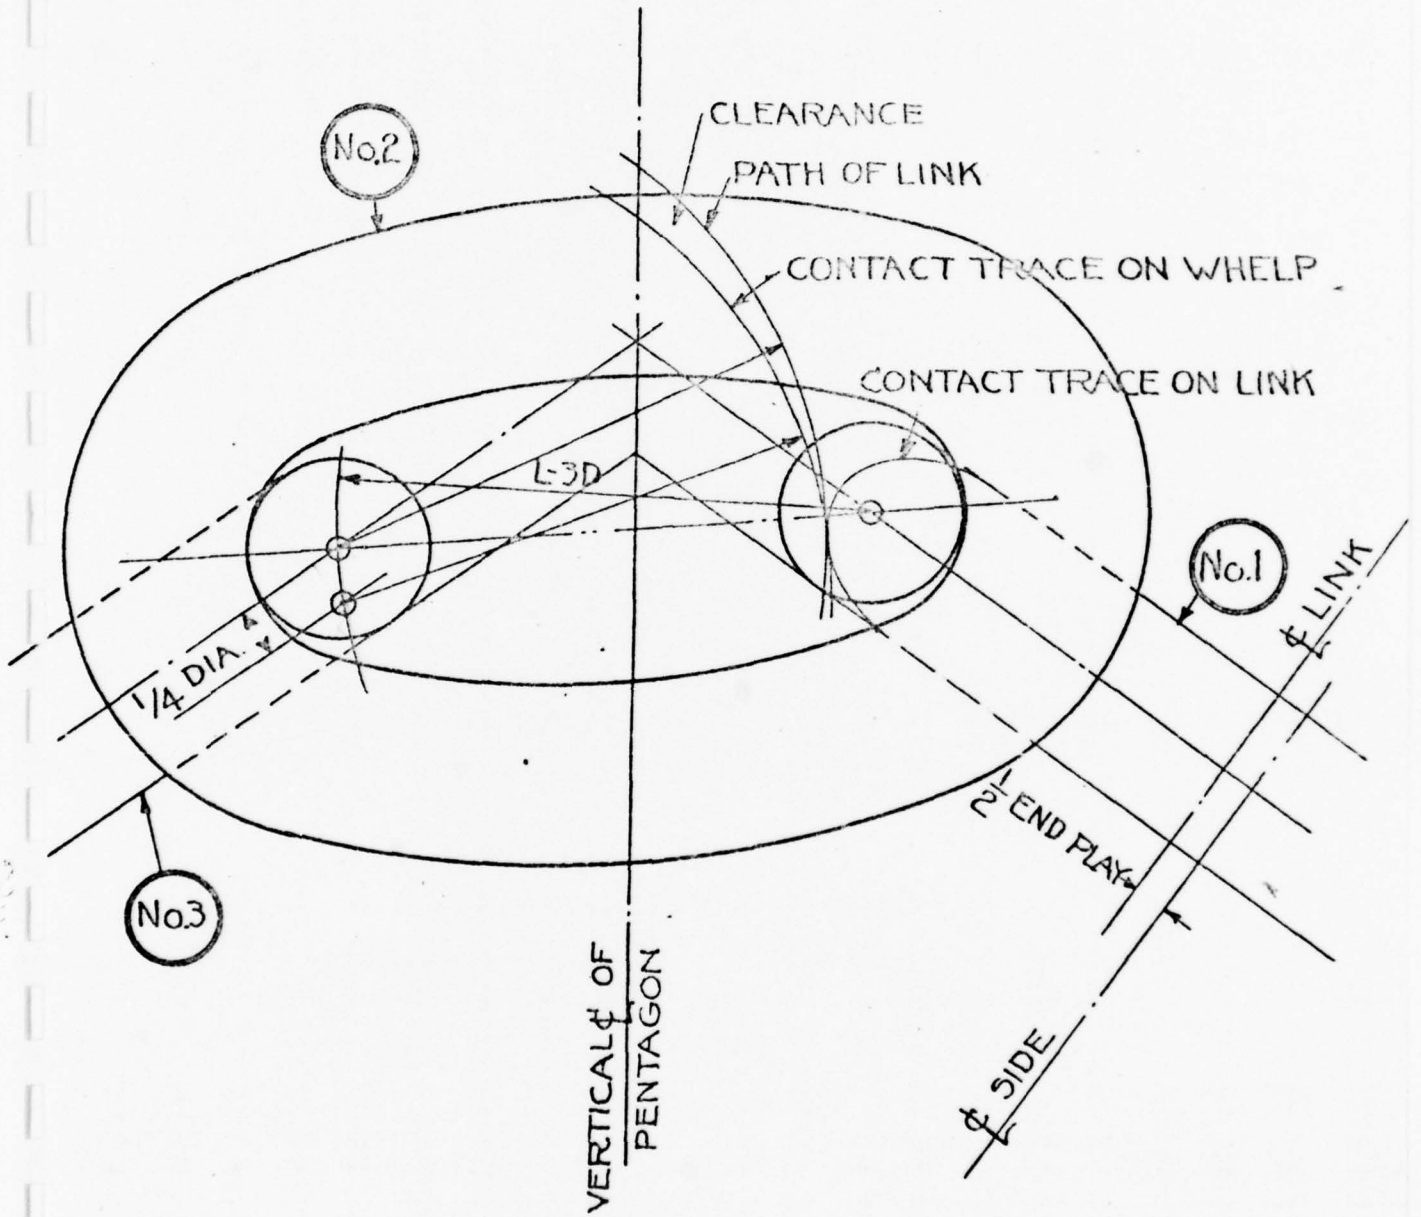 No.2
CLEARANCE
PATH OF LINK
CONTACT TRACE ON WHELP
CONTACT TRACE ON LINK
L-3D
No.1
℄ LINK
1/4 DIA.
1/2 END PLAY
No.3
℄ SIDE
VERTICAL ℄ OF
PENTAGON